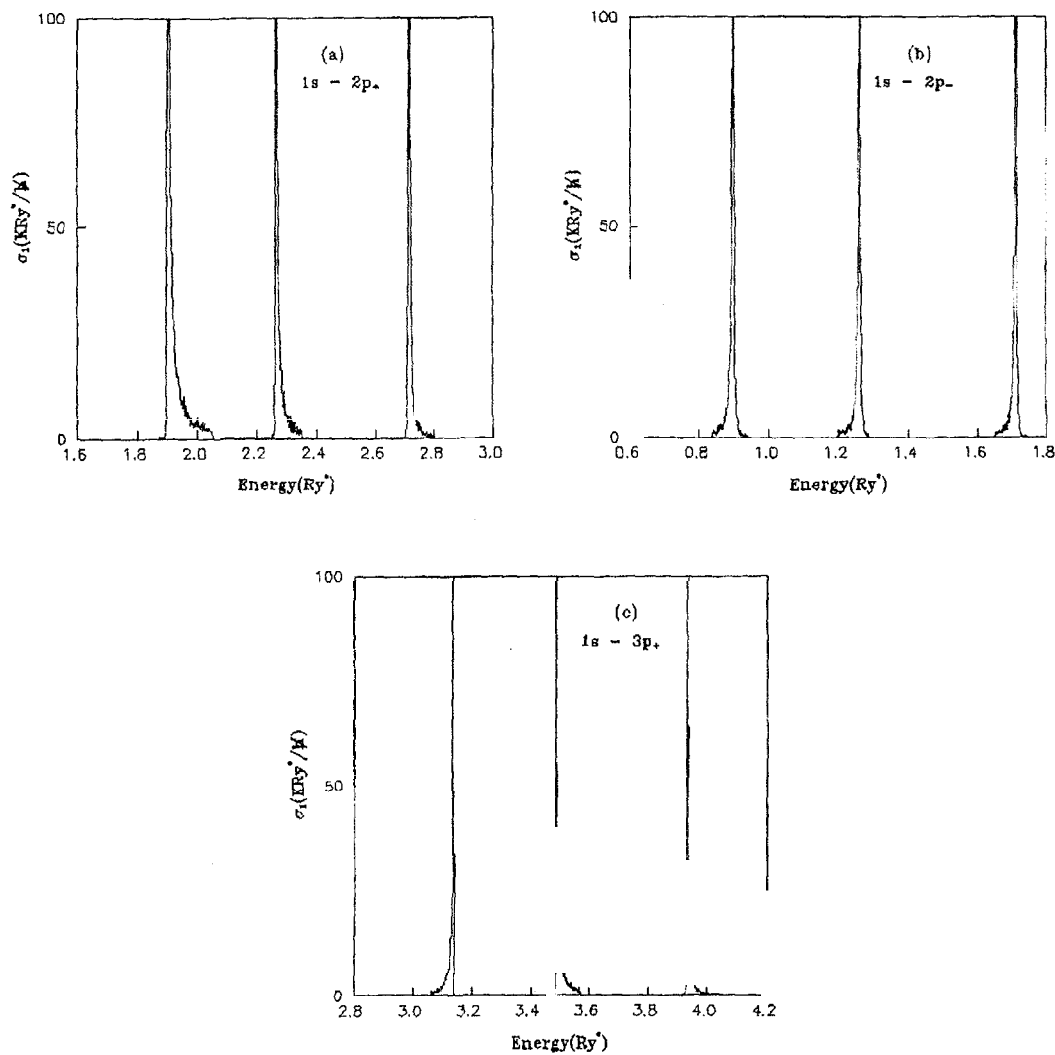 100
50
0
(a)
1s - 2p₊
σ₁(KRy*/W)
1.6 1.8 2.0 2.2 2.4 2.6 2.8 3.0
Energy(Ry*)
100
50
0
(b)
1s - 2p₋
σ₁(KRy*/W)
0.6 0.8 1.0 1.2 1.4 1.6 1.8
Energy(Ry*)
100
50
0
(c)
1s - 3p₊
σ₁(KRy*/W)
2.8 3.0 3.2 3.4 3.6 3.8 4.0 4.2
Energy(Ry*)